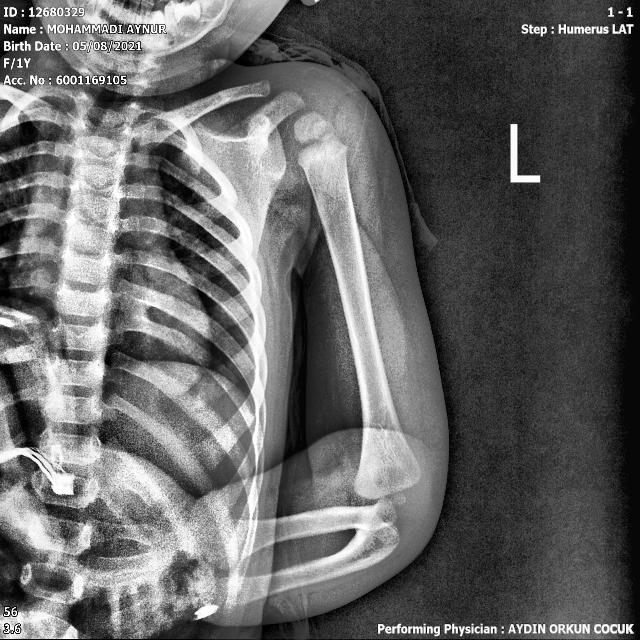 ID : 12680329
Name : MOHAMMADI AYNUR
Birth Date : 05/08/2021
F/1Y
Acc. No : 6001169105
1 - 1
Step : Humerus LAT
L
56
3.6
Performing Physician : AYDIN ORKUN COCUK